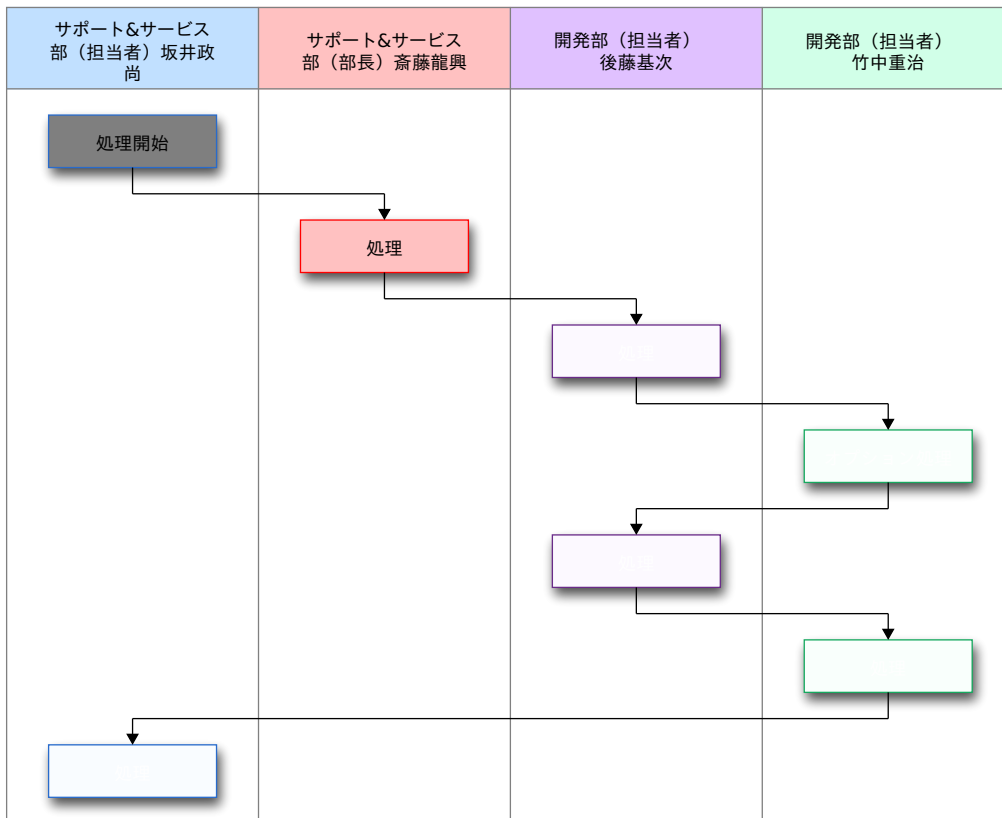 サポート&サービス
部（担当者）坂井政
尚
サポート&サービス
部（部長）斎藤龍興
開発部（担当者）
後藤基次
開発部（担当者）
竹中重治
処理開始
処理